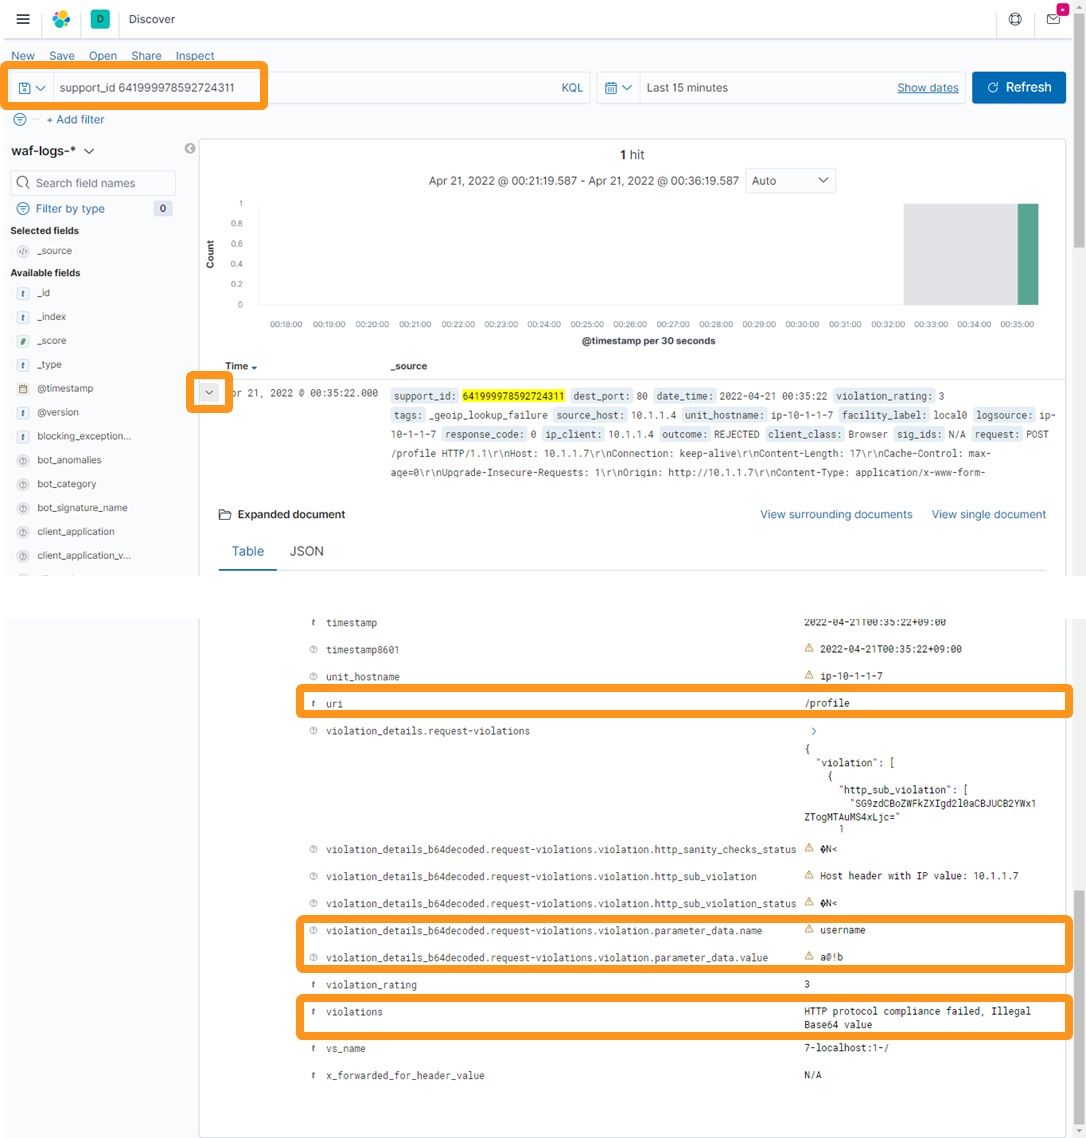 D Discover
New Save Open Share Inspect
support_id 641999978592724311 KQL Last 15 minutes Show dates Refresh
+ Add filter
waf-logs-*
Search field names
Filter by type 0
Selected fields
_source
Available fields
t _id
t _index
# _score
t _type
@timestamp
t @version
t blocking_exception...
bot_anomalies
bot_category
bot_signature_name
client_application
client_application_v...
1 hit
Apr 21, 2022 @ 00:21:19.587 - Apr 21, 2022 @ 00:36:19.587 Auto
Count
1
0.8
0.6
0.4
0.2
0
00:18:00 00:19:00 00:20:00 00:21:00 00:22:00 00:23:00 00:24:00 00:25:00 00:26:00 00:27:00 00:28:00 00:29:00 00:30:00 00:31:00 00:32:00 00:33:00 00:34:00 00:35:00
@timestamp per 30 seconds
Time _source
pr 21, 2022 @ 00:35:22.000
support_id: 641999978592724311 dest_port: 80 date_time: 2022-04-21 00:35:22 violation_rating: 3
tags: _geoip_lookup_failure source_host: 10.1.1.4 unit_hostname: ip-10-1-1-7 facility_label: local0 logsource: ip-
10-1-1-7 response_code: 0 ip_client: 10.1.1.4 outcome: REJECTED client_class: Browser sig_ids: N/A request: POST
/profile HTTP/1.1\r\nHost: 10.1.1.7\r\nConnection: keep-alive\r\nContent-Length: 17\r\nCache-Control: max-
age=0\r\nUpgrade-Insecure-Requests: 1\r\nOrigin: http://10.1.1.7\r\nContent-Type: application/x-www-form-
Expanded document View surrounding documents View single document
Table JSON
t timestamp 2022-04-21T00:35:22+09:00
timestamp8601 2022-04-21T00:35:22+09:00
unit_hostname ip-10-1-1-7
t uri /profile
violation_details.request-violations
{
"violation": [
{
"http_sub_violation": [
"SG9zdCBoZWFkZXIgd2l0aCBJUCB2YWx1
ZTogMTAuMS4xLjc="
]
violation_details_b64decoded.request-violations.violation.http_sanity_checks_status �N<
violation_details_b64decoded.request-violations.violation.http_sub_violation Host header with IP value: 10.1.1.7
violation_details_b64decoded.request-violations.violation.http_sub_violation_status �N<
violation_details_b64decoded.request-violations.violation.parameter_data.name username
violation_details_b64decoded.request-violations.violation.parameter_data.value a@!b
t violation_rating 3
t violations HTTP protocol compliance failed, Illegal
Base64 value
t vs_name 7-localhost:1-/
t x_forwarded_for_header_value N/A